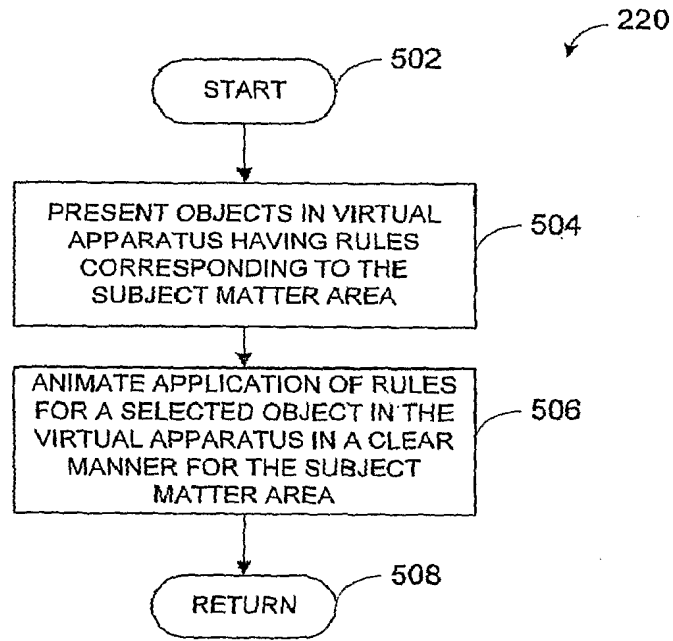 220
502
START
PRESENT OBJECTS IN VIRTUAL
APPARATUS HAVING RULES
CORRESPONDING TO THE
SUBJECT MATTER AREA
504
ANIMATE APPLICATION OF RULES
FOR A SELECTED OBJECT IN THE
VIRTUAL APPARATUS IN A CLEAR
MANNER FOR THE SUBJECT
MATTER AREA
506
508
RETURN